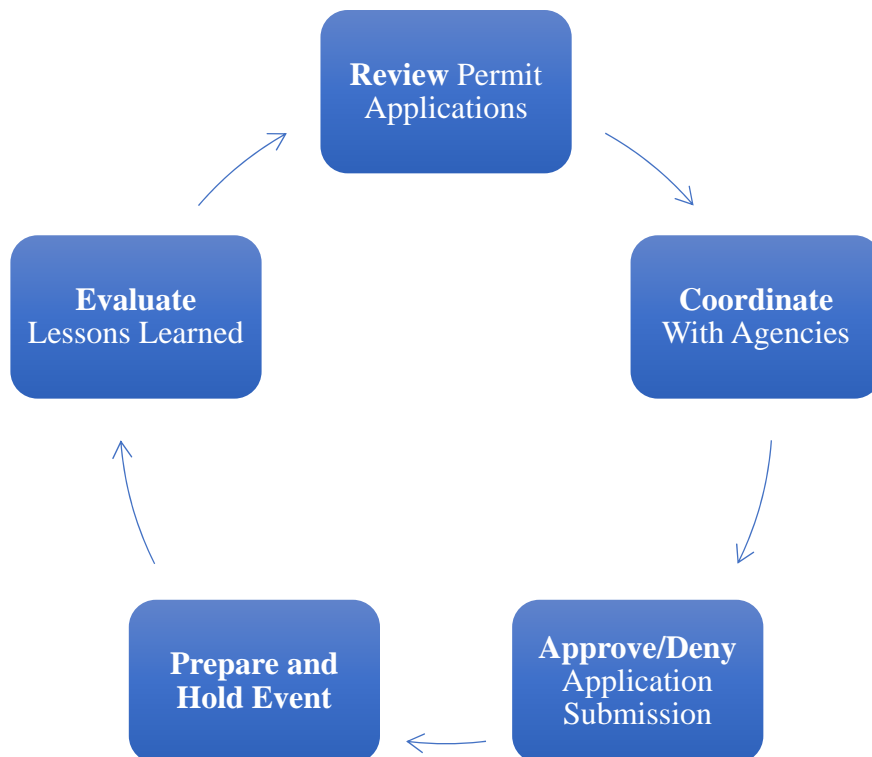 Review Permit
Applications
Coordinate
With Agencies
Approve/Deny
Application
Submission
Prepare and
Hold Event
Evaluate
Lessons Learned